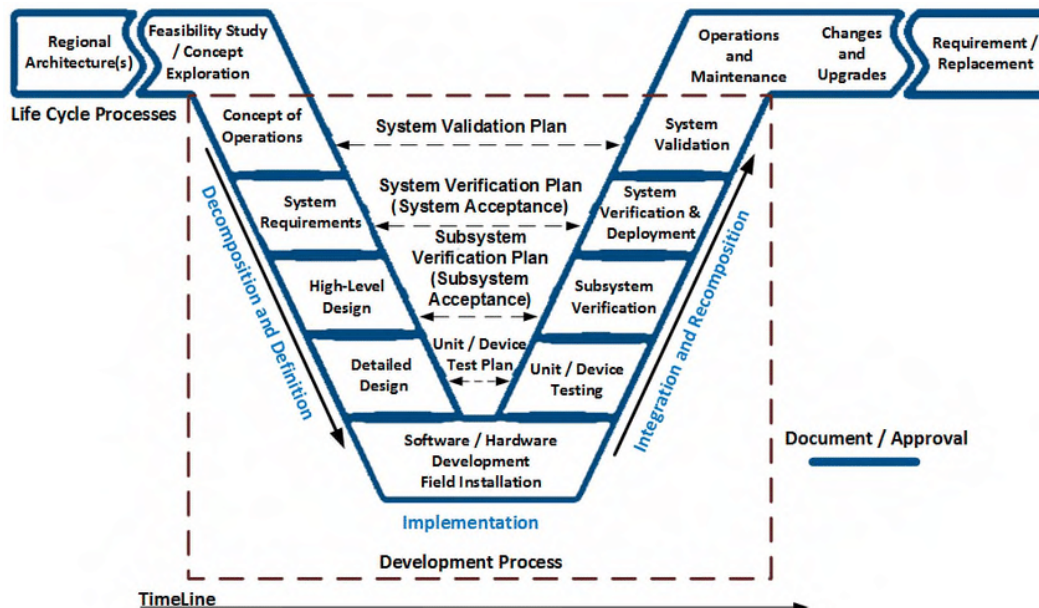 Regional
Architecture(s)
Feasibility Study
/ Concept
Exploration
Operations
and
Maintenance
Changes
and
Upgrades
Requirement /
Replacement
Life Cycle Processes
Concept of
Operations
System Validation Plan
System
Validation
System
Requirements
System Verification Plan
(System Acceptance)
System
Verification &
Deployment
High-Level
Design
Subsystem
Verification Plan
(Subsystem
Acceptance)
Subsystem
Verification
Detailed
Design
Unit / Device
Test Plan
Unit / Device
Testing
Decomposition and Definition
Integration and Recomposition
Software / Hardware
Development
Field Installation
Implementation
Document / Approval
Development Process
TimeLine